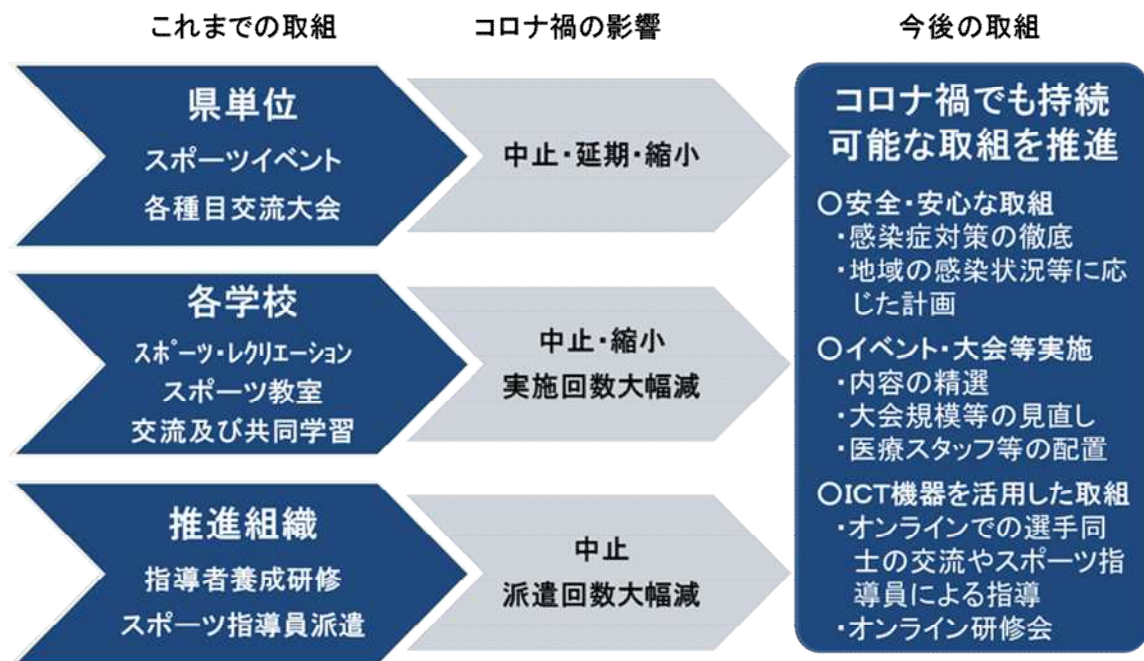 これまでの取組
コロナ禍の影響
今後の取組
県単位
スポーツイベント
各種目交流大会
中止・延期・縮小
各学校
スポーツ・レクリエーション
スポーツ教室
交流及び共同学習
中止・縮小
実施回数大幅減
推進組織
指導者養成研修
スポーツ指導員派遣
中止
派遣回数大幅減
コロナ禍でも持続
可能な取組を推進
〇安全・安心な取組
・感染症対策の徹底
・地域の感染状況等に応
じた計画
〇イベント・大会等実施
・内容の精選
・大会規模等の見直し
・医療スタッフ等の配置
〇ICT機器を活用した取組
・オンラインでの選手同
士の交流やスポーツ指
導員による指導
・オンライン研修会